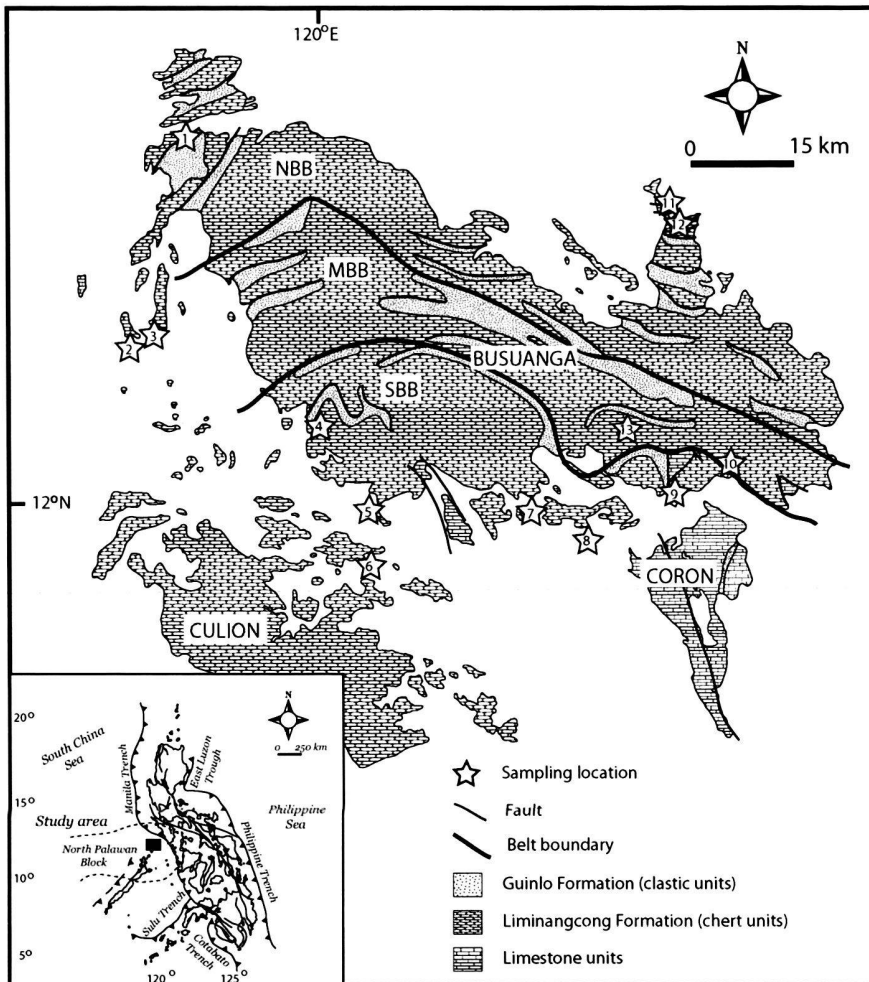 120°E
N
0 15 km
1
NBB
11
12
MBB
2
3
BUSUANGA
SBB
4
13
10
12°N
9
5
7
8
6
CORON
CULION
Sampling location
Fault
Belt boundary
Guinlo Formation (clastic units)
Liminangcong Formation (chert units)
Limestone units
N
0 250 km
20°
South China
Sea
Manila Trench
East Luzon
Trough
15°
Study area
Philippine
Sea
North Palawan
Block
Philippine Trench
10°
Sulu Trench
5°
Cotabato
Trench
120° 125°